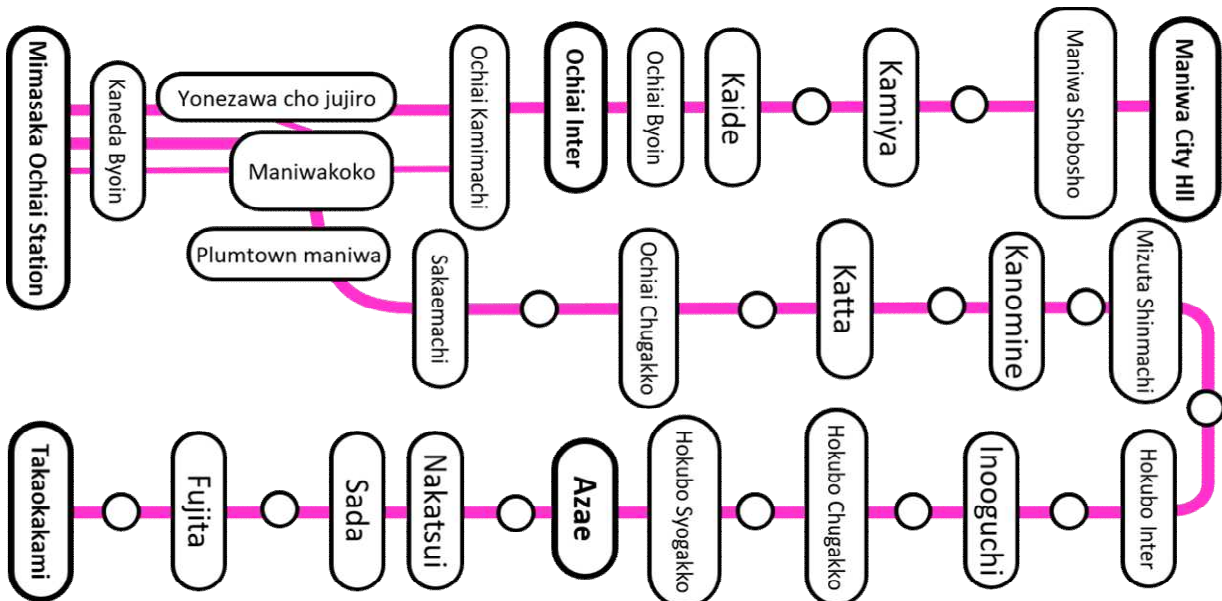 Mimasaka Ochiai Station
Kaneda Byoin
Yonezawa cho jujiro
Maniwakoko
Plumtown maniwa
Ochiai Kamimachi
Ochiai Inter
Ochiai Byoin
Kaide
Kamiya
Maniwa Shobosho
Maniwa City Hll
Sakaemachi
Ochiai Chugakko
Katta
Kanomine
Mizuta Shinmachi
Takaokakami
Fujita
Sada
Nakatsui
Azae
Hokubo Syogakko
Hokubo Chugakko
Inooguchi
Hokubo Inter